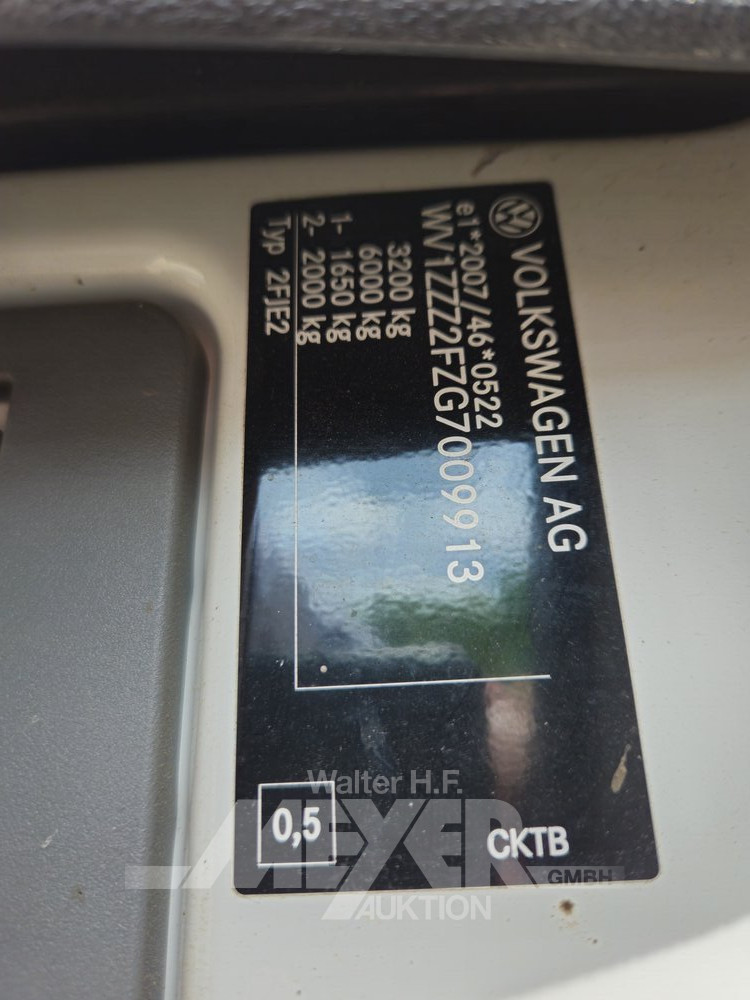 VOLKSWAGEN AG
e1*2007/46*0522
WV1ZZZ2FZG7009913
3200 kg
6000 kg
1- 1650 kg
2- 2000 kg
Typ 2FJE2
0,5
CKTB
Walter H.F.
MEYER
GMBH
AUKTION